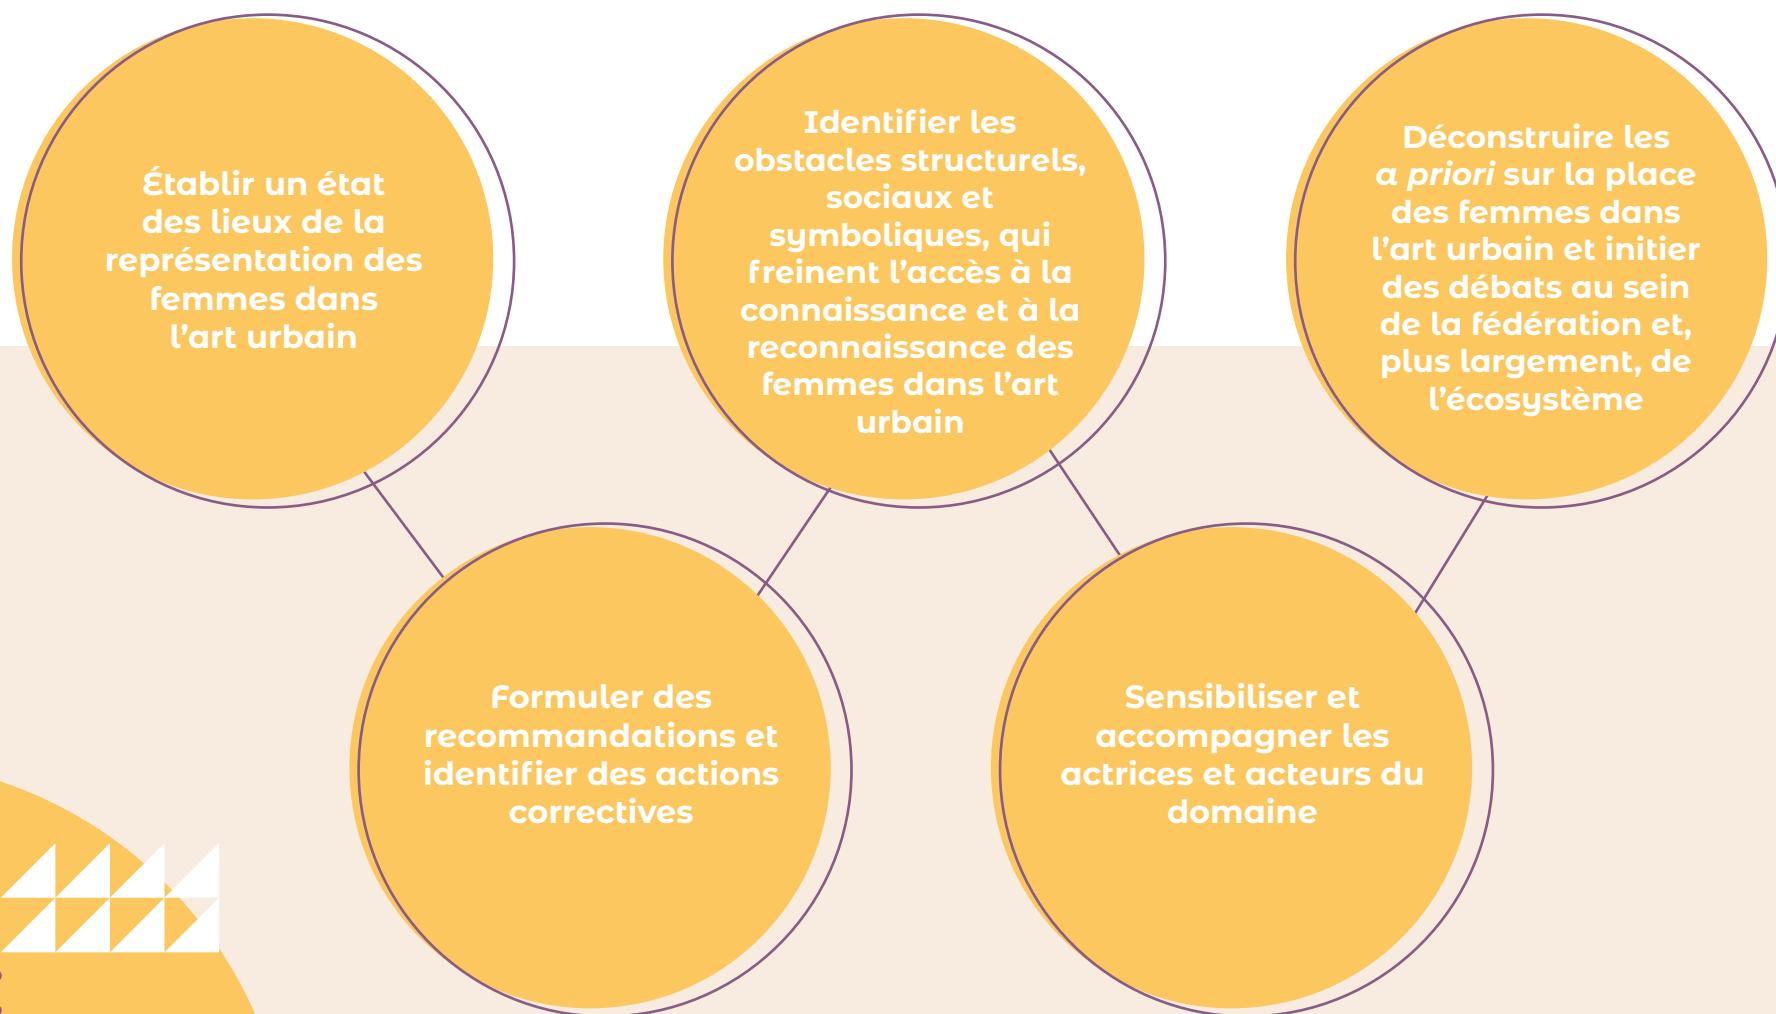 Établir un état
des lieux de la
représentation des
femmes dans
l’art urbain
Identifier les
obstacles structurels,
sociaux et
symboliques, qui
freinent l’accès à la
connaissance et à la
reconnaissance des
femmes dans l’art
urbain
Déconstruire les
a priori sur la place
des femmes dans
l’art urbain et initier
des débats au sein
de la fédération et,
plus largement, de
l’écosystème
Formuler des
recommandations et
identifier des actions
correctives
Sensibiliser et
accompagner les
actrices et acteurs du
domaine